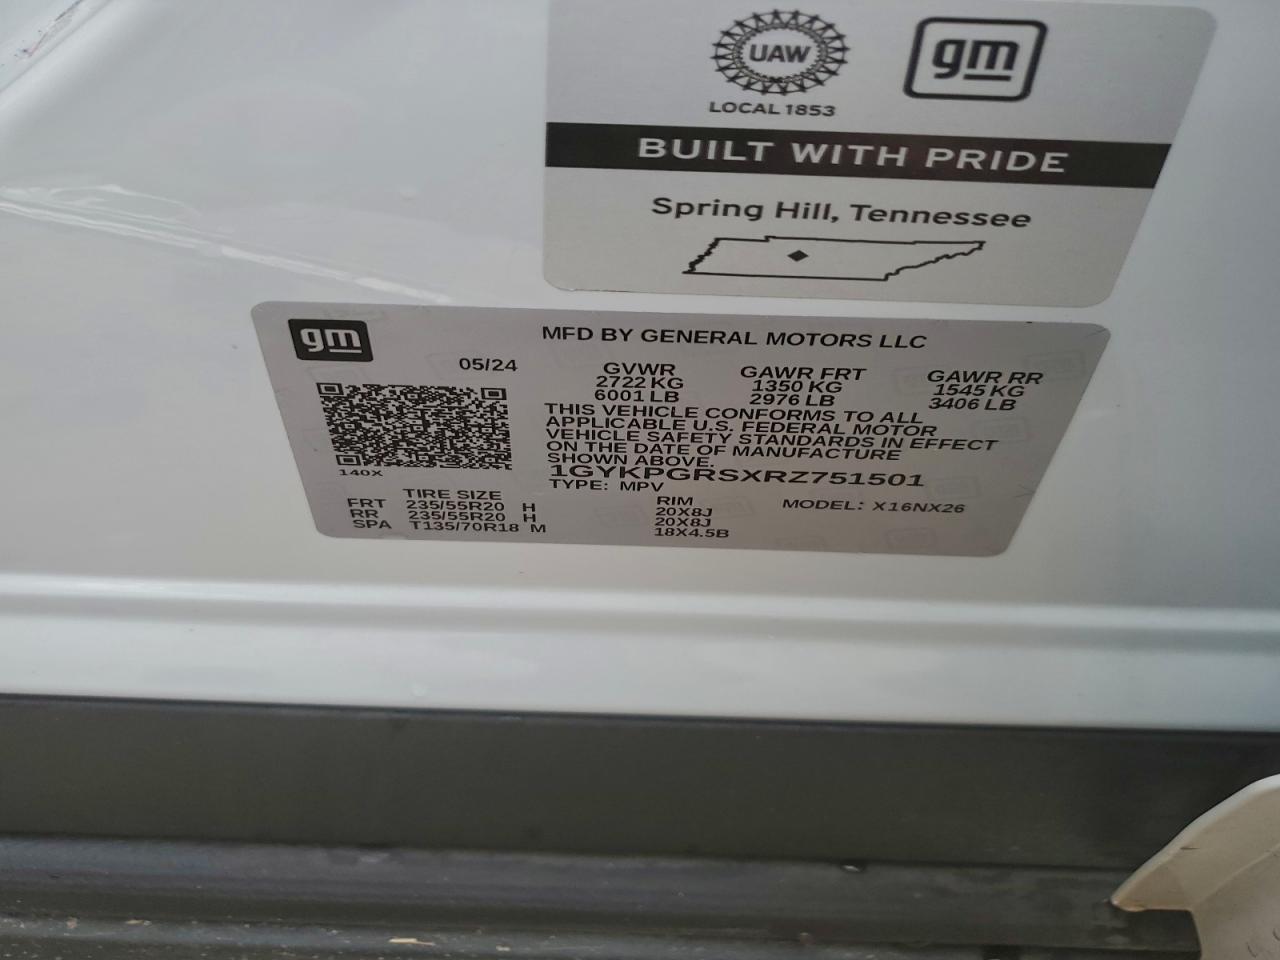 UAW gm
LOCAL 1853
BUILT WITH PRIDE
Spring Hill, Tennessee
gm MFD BY GENERAL MOTORS LLC
05/24 GVWR GAWR FRT GAWR RR
2722 KG 1350 KG 1545 KG
6001 LB 2976 LB 3406 LB
THIS VEHICLE CONFORMS TO ALL
APPLICABLE U.S. FEDERAL MOTOR
VEHICLE SAFETY STANDARDS IN EFFECT
ON THE DATE OF MANUFACTURE
SHOWN ABOVE.
140X 1GYKPGRSXRZ751501
TYPE: MPV MODEL: X16NX26
TIRE SIZE RIM
FRT 235/55R20 H 20X8J
RR 235/55R20 H 20X8J
SPA T135/70R18 M 18X4.5B